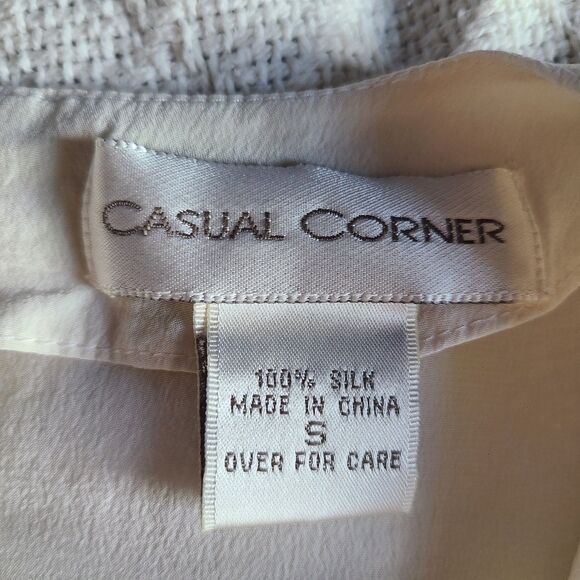 CASUAL CORNER
100% SILK
MADE IN CHINA
S
OVER FOR CARE